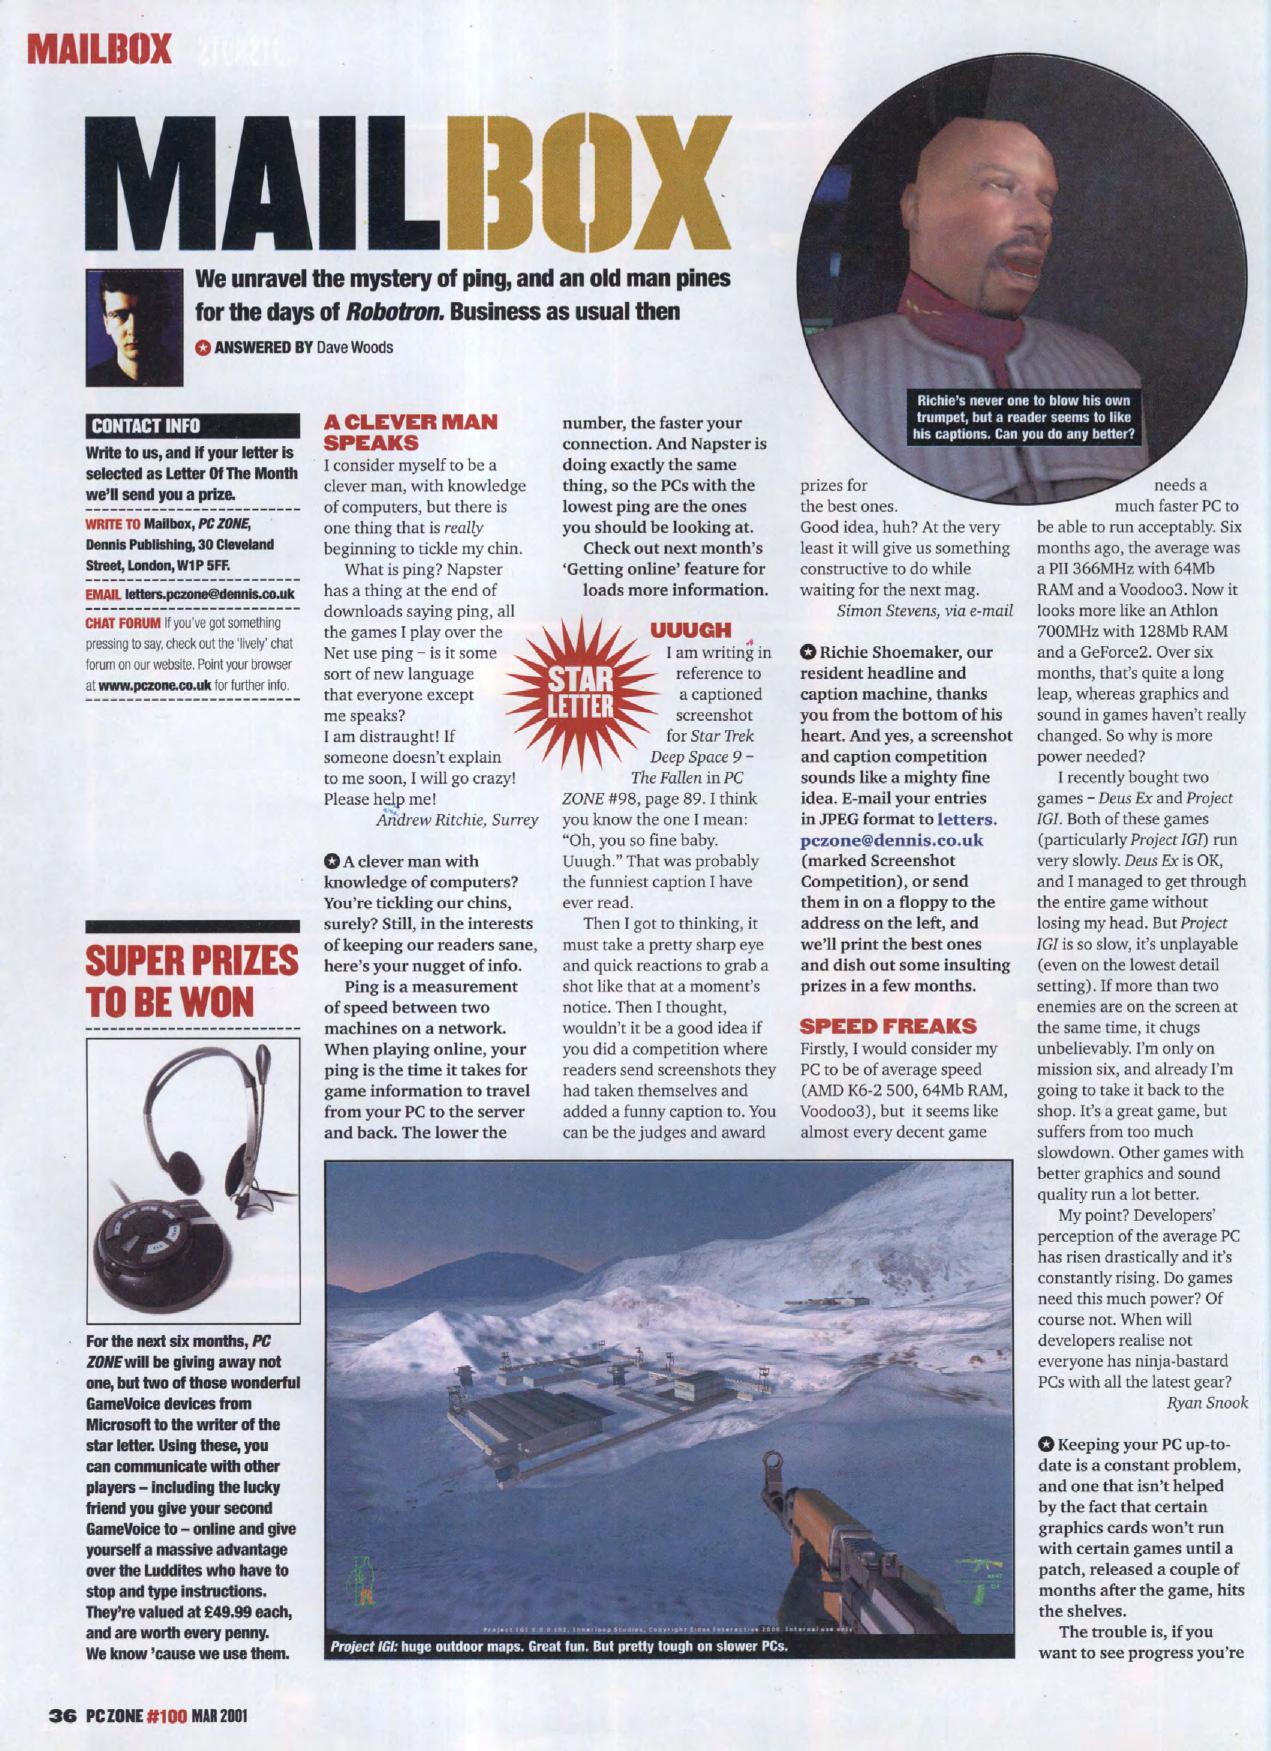 MAILBOX
MAILBOX
We unravel the mystery of ping, and an old man pines
for the days of Robotron. Business as usual then
ANSWERED BY Dave Woods
Richie's never one to blow his own
trumpet, but a reader seems to like
his captions. Can you do any better?
CONTACT INFO
Write to us, and if your letter is
selected as Letter Of The Month
we'll send you a prize.
WRITE TO Mailbox, PC ZONE,
Dennis Publishing, 30 Cleveland
Street, London, W1P 5FF.
EMAIL letters.pczone@dennis.co.uk
CHAT FORUM If you've got something
pressing to say, check out the 'lively' chat
forum on our website. Point your browser
at www.pczone.co.uk for further info.
SUPER PRIZES
TO BE WON
For the next six months, PC
ZONE will be giving away not
one, but two of those wonderful
GameVoice devices from
Microsoft to the writer of the
star letter. Using these, you
can communicate with other
players – including the lucky
friend you give your second
GameVoice to – online and give
yourself a massive advantage
over the Luddites who have to
stop and type instructions.
They're valued at £49.99 each,
and are worth every penny.
We know 'cause we use them.
A CLEVER MAN
SPEAKS
I consider myself to be a
clever man, with knowledge
of computers, but there is
one thing that is really
beginning to tickle my chin.
What is ping? Napster
has a thing at the end of
downloads saying ping, all
the games I play over the
Net use ping – is it some
sort of new language
that everyone except
me speaks?
I am distraught! If
someone doesn't explain
to me soon, I will go crazy!
Please help me!
Andrew Ritchie, Surrey
A clever man with
knowledge of computers?
You're tickling our chins,
surely? Still, in the interests
of keeping our readers sane,
here's your nugget of info.
Ping is a measurement
of speed between two
machines on a network.
When playing online, your
ping is the time it takes for
game information to travel
from your PC to the server
and back. The lower the
number, the faster your
connection. And Napster is
doing exactly the same
thing, so the PCs with the
lowest ping are the ones
you should be looking at.
Check out next month's
'Getting online' feature for
loads more information.
STAR
LETTER
UUUGH
I am writing in
reference to
a captioned
screenshot
for Star Trek
Deep Space 9 –
The Fallen in PC
ZONE #98, page 89. I think
you know the one I mean:
"Oh, you so fine baby.
Uuugh." That was probably
the funniest caption I have
ever read.
Then I got to thinking, it
must take a pretty sharp eye
and quick reactions to grab a
shot like that at a moment's
notice. Then I thought,
wouldn't it be a good idea if
you did a competition where
readers send screenshots they
had taken themselves and
added a funny caption to. You
can be the judges and award
prizes for
the best ones.
Good idea, huh? At the very
least it will give us something
constructive to do while
waiting for the next mag.
Simon Stevens, via e-mail
Richie Shoemaker, our
resident headline and
caption machine, thanks
you from the bottom of his
heart. And yes, a screenshot
and caption competition
sounds like a mighty fine
idea. E-mail your entries
in JPEG format to letters.
pczone@dennis.co.uk
(marked Screenshot
Competition), or send
them in on a floppy to the
address on the left, and
we'll print the best ones
and dish out some insulting
prizes in a few months.
SPEED FREAKS
Firstly, I would consider my
PC to be of average speed
(AMD K6-2 500, 64Mb RAM,
Voodoo3), but it seems like
almost every decent game
needs a
much faster PC to
be able to run acceptably. Six
months ago, the average was
a PII 366MHz with 64Mb
RAM and a Voodoo3. Now it
looks more like an Athlon
700MHz with 128Mb RAM
and a GeForce2. Over six
months, that's quite a long
leap, whereas graphics and
sound in games haven't really
changed. So why is more
power needed?
I recently bought two
games – Deus Ex and Project
IGI. Both of these games
(particularly Project IGI) run
very slowly. Deus Ex is OK,
and I managed to get through
the entire game without
losing my head. But Project
IGI is so slow, it's unplayable
(even on the lowest detail
setting). If more than two
enemies are on the screen at
the same time, it chugs
unbelievably. I'm only on
mission six, and already I'm
going to take it back to the
shop. It's a great game, but
suffers from too much
slowdown. Other games with
better graphics and sound
quality run a lot better.
My point? Developers'
perception of the average PC
has risen drastically and it's
constantly rising. Do games
need this much power? Of
course not. When will
developers realise not
everyone has ninja-bastard
PCs with all the latest gear?
Ryan Snook
Keeping your PC up-to-
date is a constant problem,
and one that isn't helped
by the fact that certain
graphics cards won't run
with certain games until a
patch, released a couple of
months after the game, hits
the shelves.
The trouble is, if you
want to see progress you're
Innerloop Studios, Copyright Eidos Interactive 2000. Internal use only
Project IGI: huge outdoor maps. Great fun. But pretty tough on slower PCs.
36 PC ZONE #100 MAR 2001